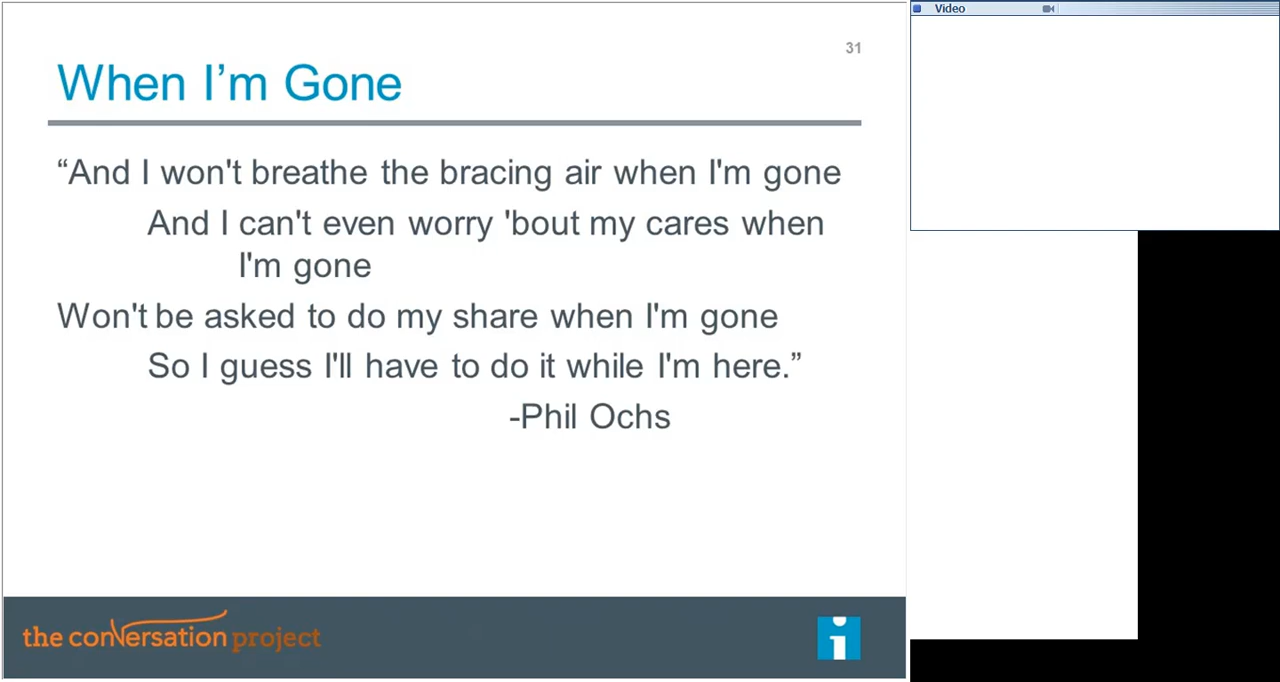 Video
31
When I’m Gone
“And I won't breathe the bracing air when I'm gone
And I can't even worry 'bout my cares when
I'm gone
Won't be asked to do my share when I'm gone
So I guess I'll have to do it while I'm here.”
-Phil Ochs
the conversation project
i